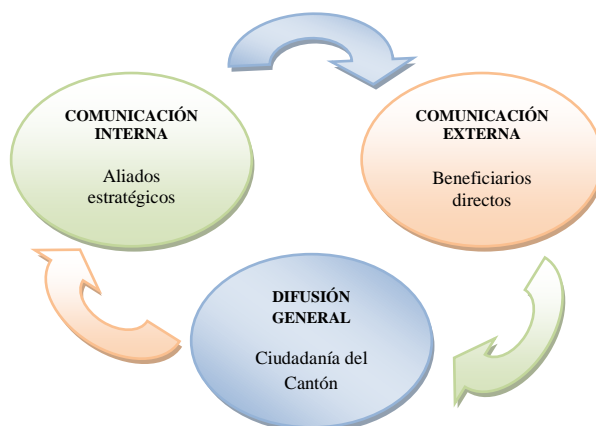 COMUNICACIÓN
INTERNA
Aliados
estratégicos
COMUNICACIÓN
EXTERNA
Beneficiarios
directos
DIFUSIÓN
GENERAL
Ciudadanía del
Cantón